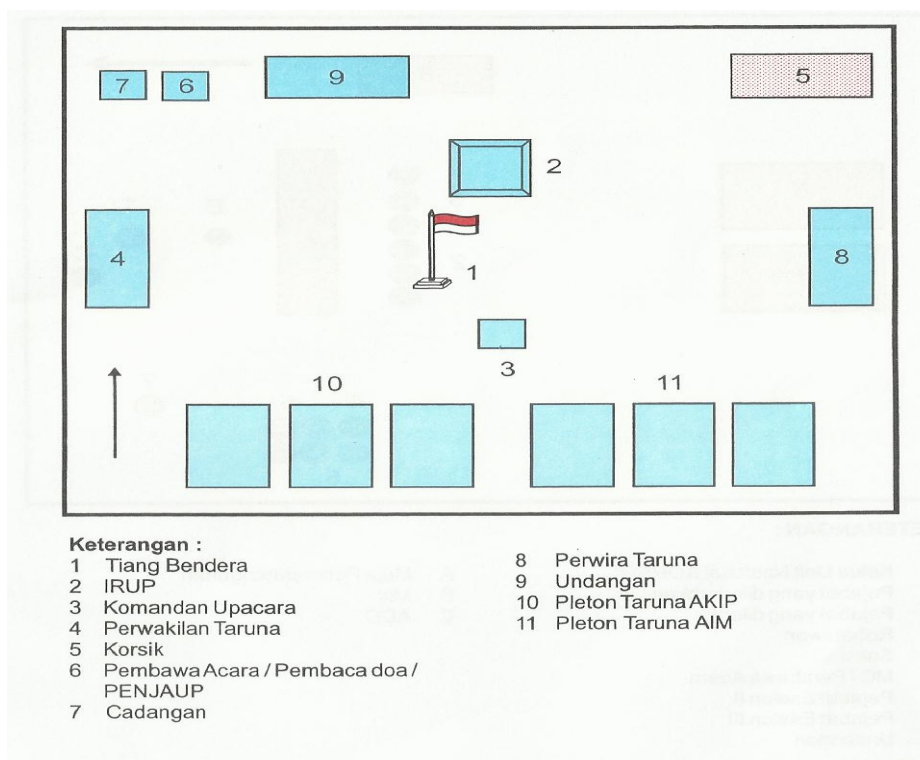 7 6 9 5
2
4 1 8
3
10 11
Keterangan :
1 Tiang Bendera
2 IRUP
3 Komandan Upacara
4 Perwakilan Taruna
5 Korsik
6 Pembawa Acara / Pembaca doa /
PENJAUP
7 Cadangan
8 Perwira Taruna
9 Undangan
10 Pleton Taruna AKIP
11 Pleton Taruna AIM